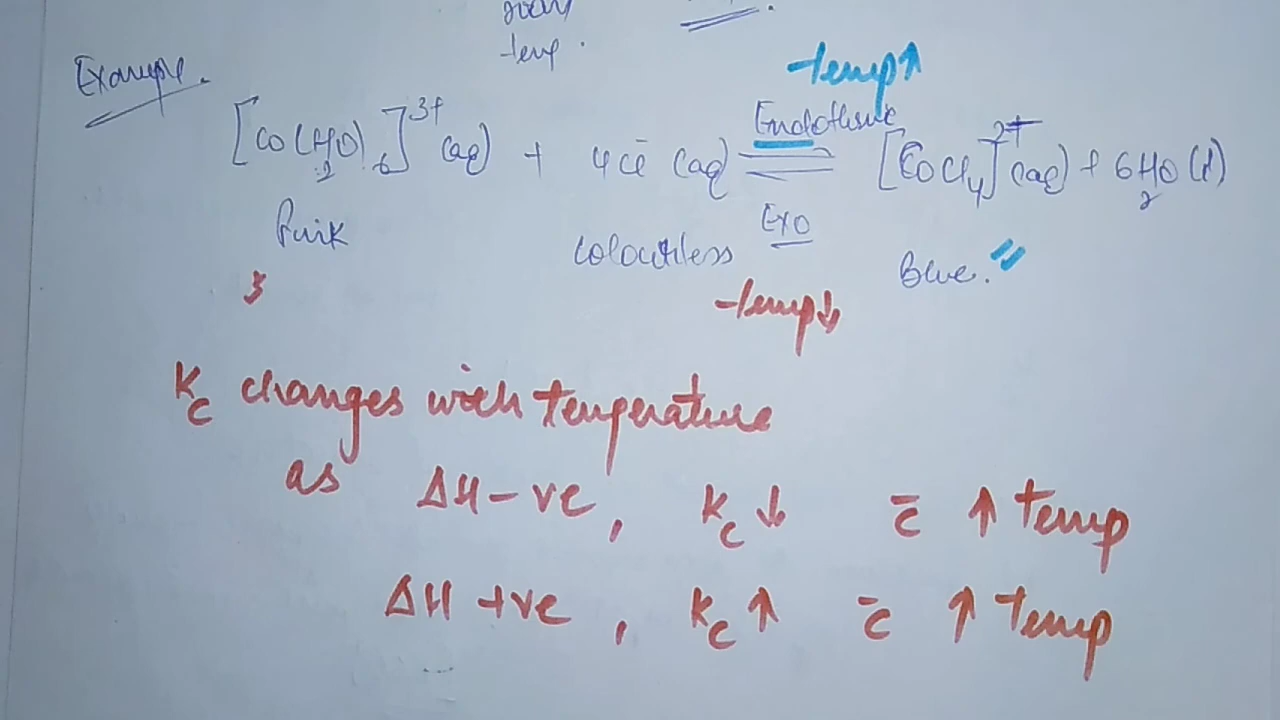 temp.
Example.
temp↑
[Co(H₂O)₆]³⁺(aq) + 4Cl⁻ (aq) ⇌ [CoCl₄]²⁺(aq) + 6H₂O(l)
Endothermic
Exo
Pink
colourless
Blue.
temp↓
Kc changes with temperature
as ΔH -ve, Kc↓ c̄ ↑ temp
ΔH +ve, Kc↑ c̄ ↑ temp